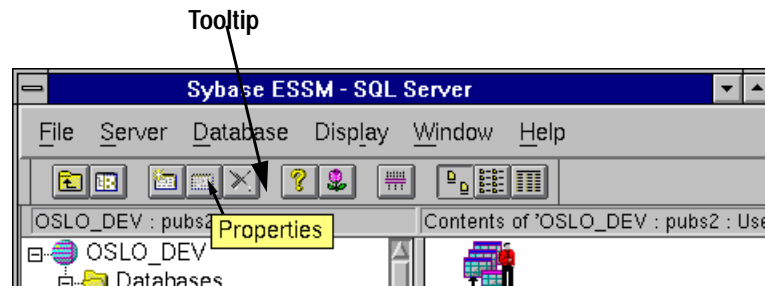 Tooltip
Sybase ESSM - SQL Server
File Server Database Display Window Help
OSLO_DEV : pubs2
Properties
Contents of 'OSLO_DEV : pubs2 : Use
OSLO_DEV
Databases